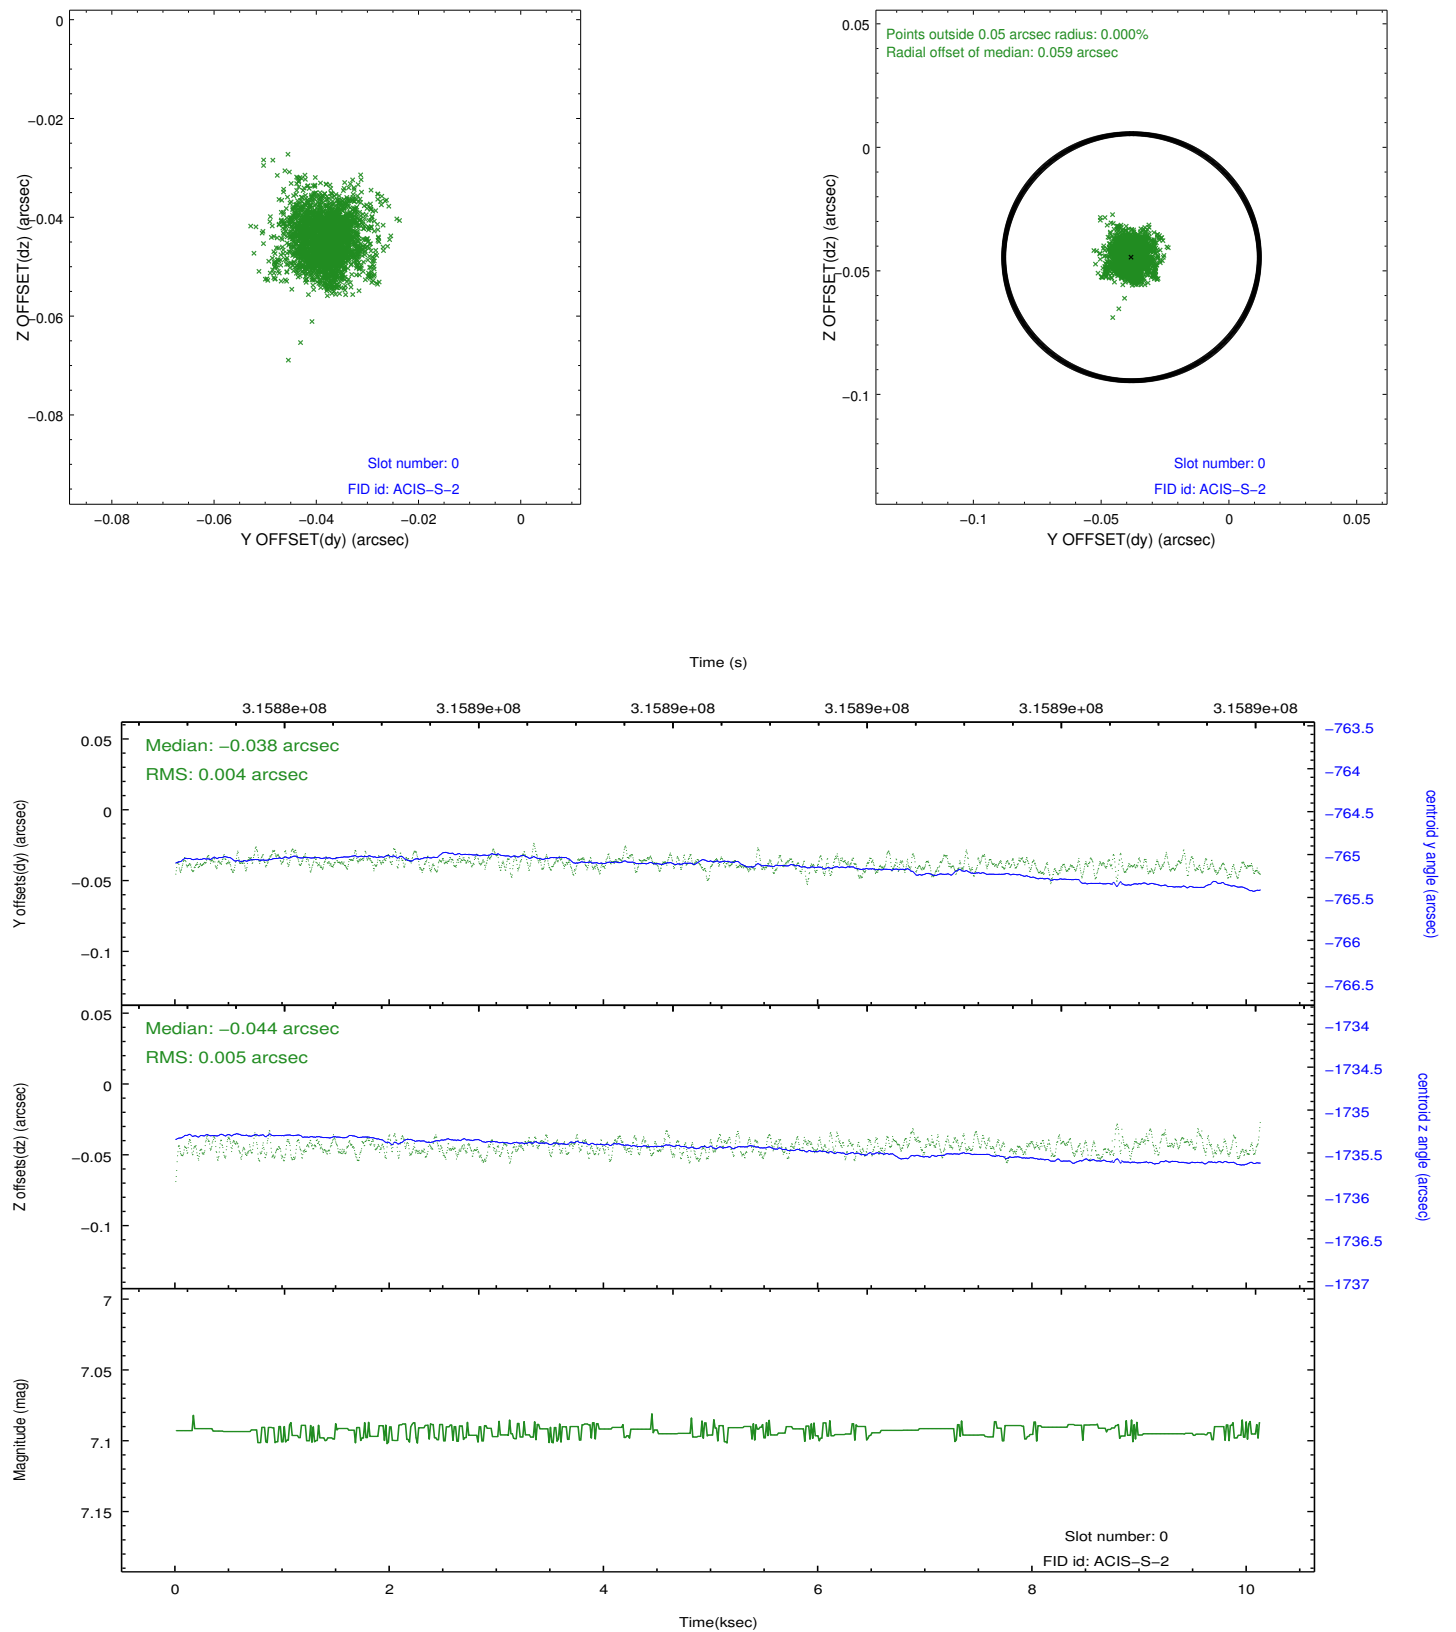 0
−0.02
−0.04
−0.06
−0.08
Z OFFSET(dz) (arcsec)
Slot number: 0
FID id: ACIS−S−2
−0.08
−0.06
−0.04
−0.02
0
Y OFFSET(dy) (arcsec)
Points outside 0.05 arcsec radius: 0.000%
Radial offset of median: 0.059 arcsec
0.05
0
−0.05
−0.1
Z OFFSET(dz) (arcsec)
Slot number: 0
FID id: ACIS−S−2
−0.1
−0.05
0
0.05
Y OFFSET(dy) (arcsec)
Time (s)
3.1588e+08
3.1589e+08
3.1589e+08
3.1589e+08
3.1589e+08
3.1589e+08
Median: −0.038 arcsec
RMS: 0.004 arcsec
0.05
0
−0.05
−0.1
Y offsets(dy) (arcsec)
−763.5
−764
−764.5
−765
−765.5
−766
−766.5
centroid y angle (arcsec)
Median: −0.044 arcsec
RMS: 0.005 arcsec
0.05
0
−0.05
−0.1
Z offsets(dz) (arcsec)
−1734
−1734.5
−1735
−1735.5
−1736
−1736.5
−1737
centroid z angle (arcsec)
7
7.05
7.1
7.15
Magnitude (mag)
Slot number: 0
FID id: ACIS−S−2
0
2
4
6
8
10
Time(ksec)